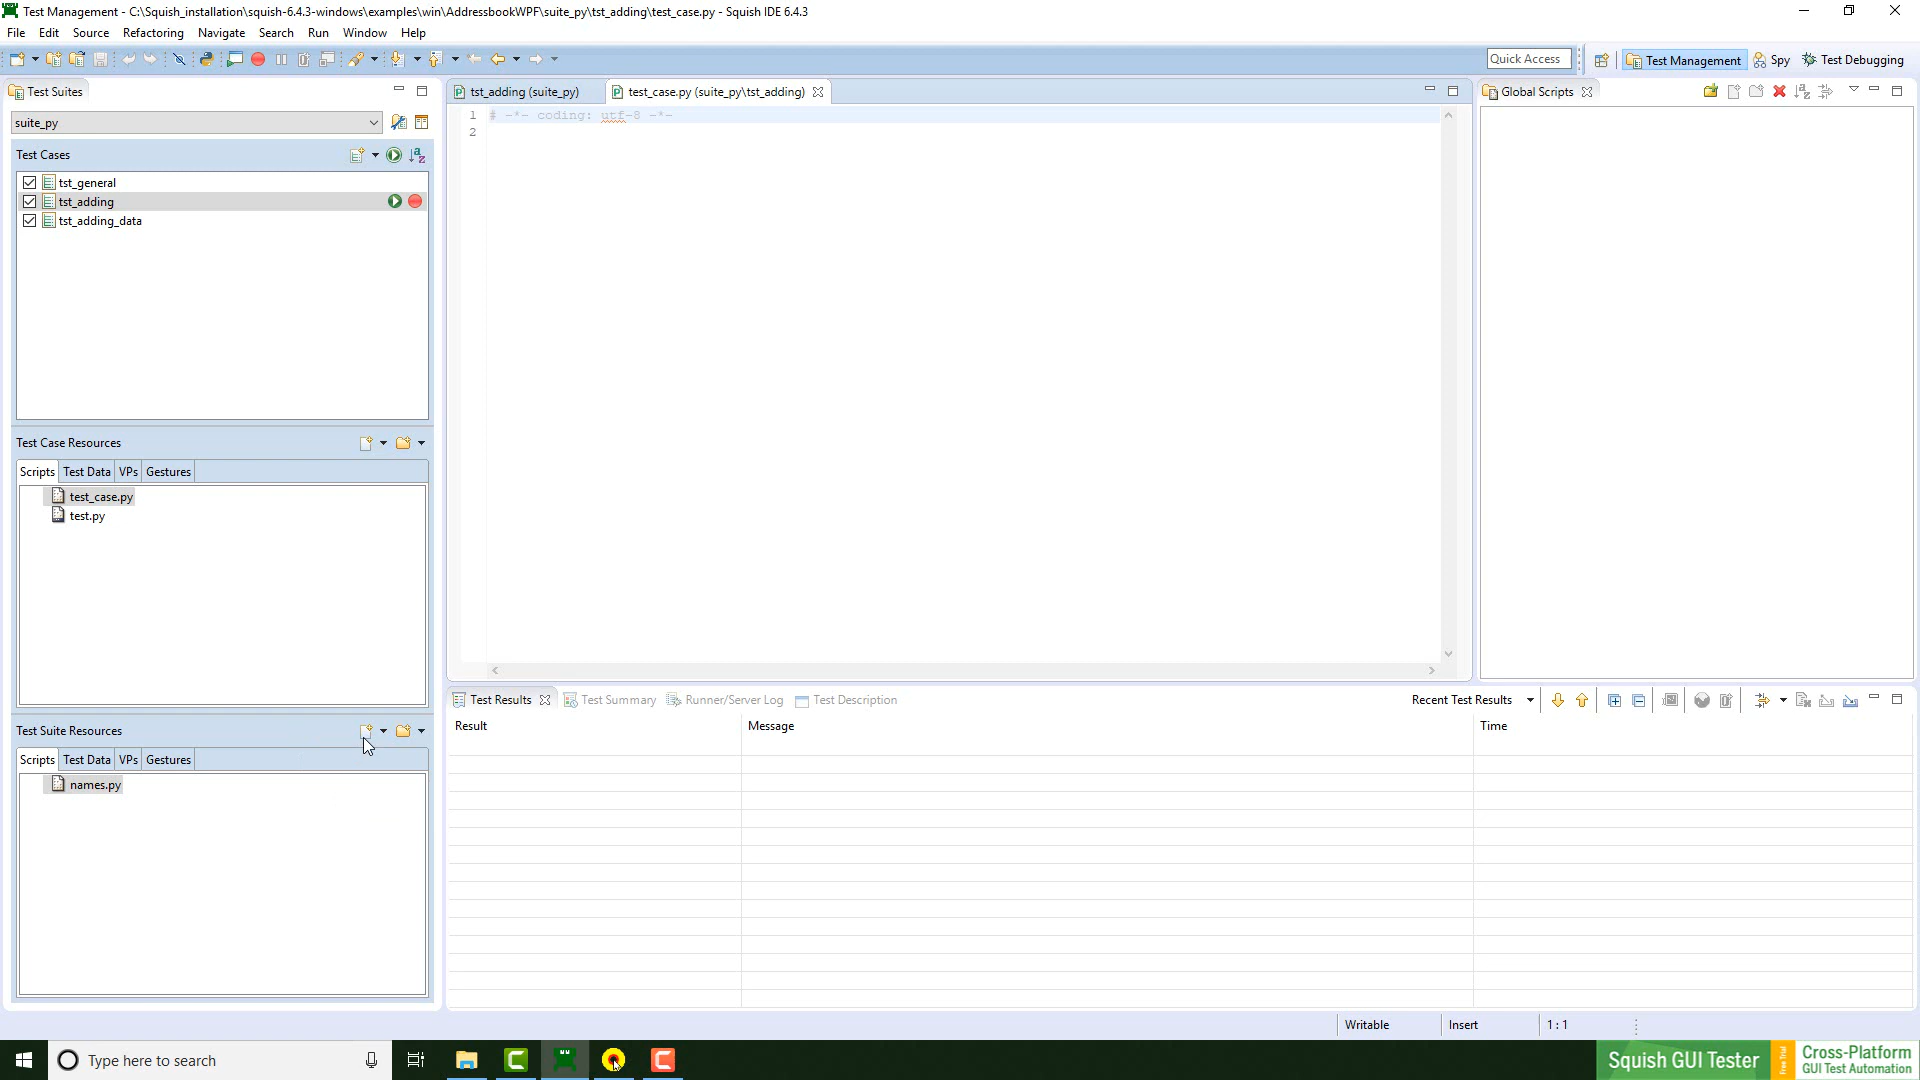 Test Management - C:\Squish_installation\squish-6.4.3-windows\examples\win\AddressbookWPF\suite_py\tst_adding\test_case.py - Squish IDE 6.4.3
File Edit Source Refactoring Navigate Search Run Window Help
Quick Access Test Management Spy Test Debugging
Test Suites
suite_py
Test Cases
tst_general
tst_adding
tst_adding_data
Test Case Resources
Scripts Test Data VPs Gestures
test_case.py
test.py
Test Suite Resources
Scripts Test Data VPs Gestures
names.py
tst_adding (suite_py) test_case.py (suite_py\tst_adding)
1 # -*- coding: utf-8 -*-
2
Global Scripts
Test Results Test Summary Runner/Server Log Test Description Recent Test Results
Result Message Time
Writable Insert 1 : 1
Type here to search
Squish GUI Tester
Free Trial
Cross-Platform
GUI Test Automation